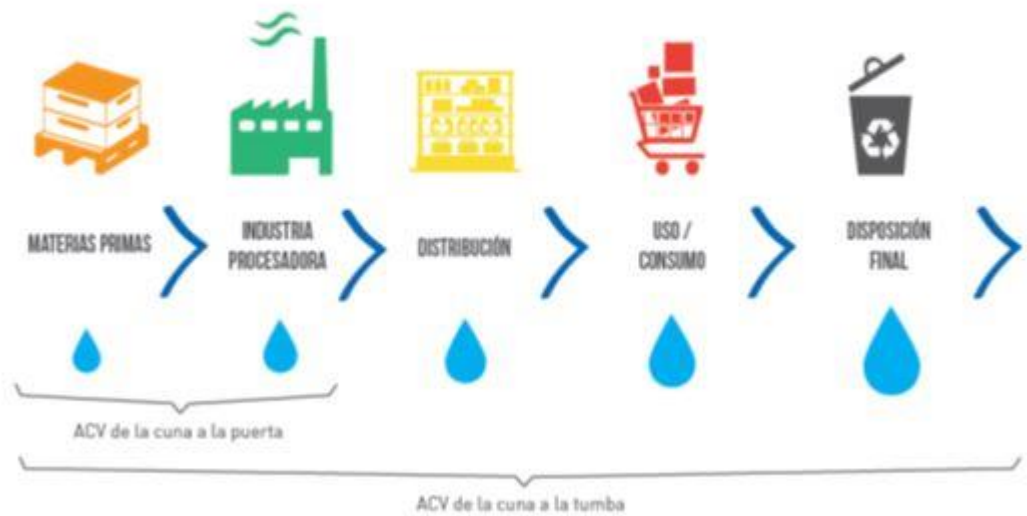 MATERIAS PRIMAS
INDUSTRIA
PROCESADORA
DISTRIBUCIÓN
USO /
CONSUMO
DISPOSICIÓN
FINAL
ACV de la cuna a la puerta
ACV de la cuna a la tumba